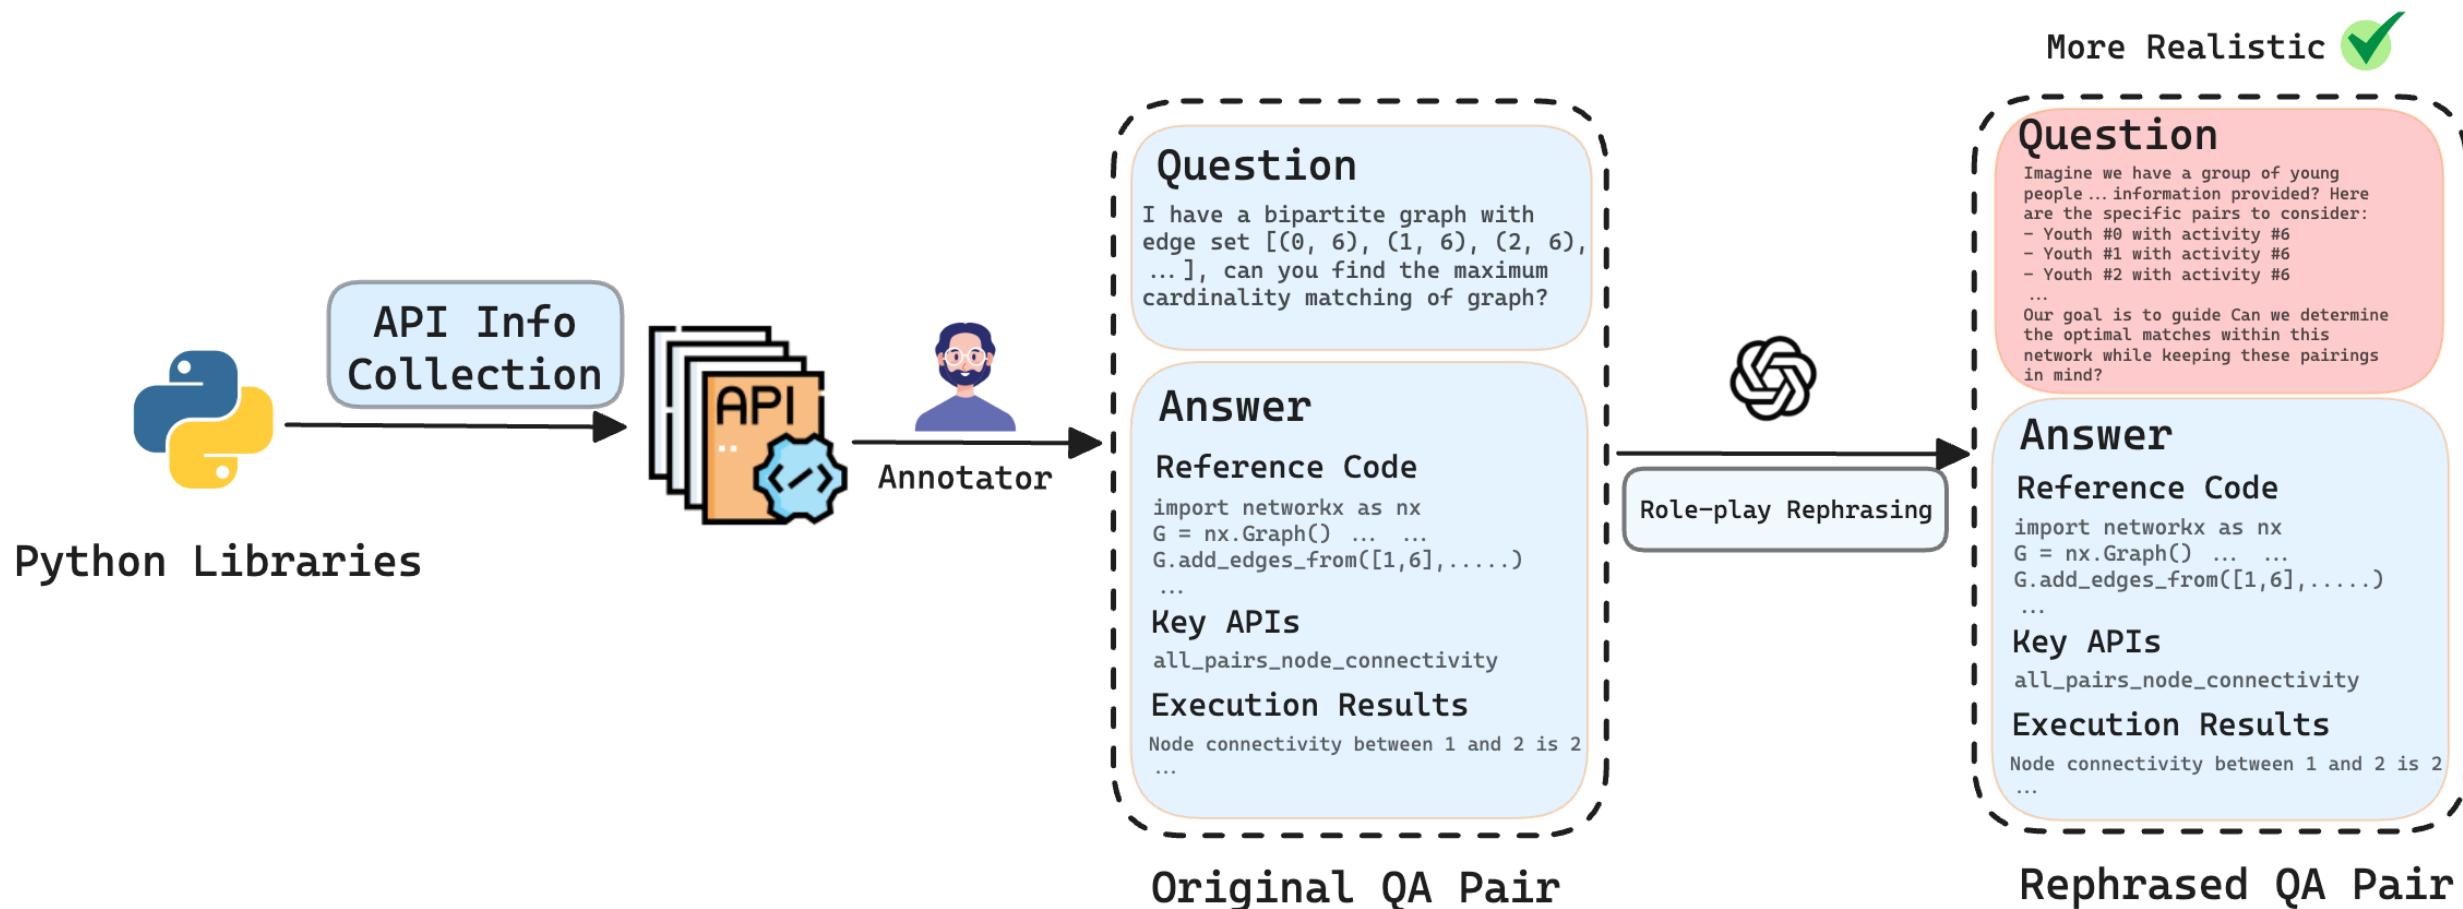 Python Libraries
API Info
Collection
API
Annotator
Question
I have a bipartite graph with
edge set [(0, 6), (1, 6), (2, 6),
...], can you find the maximum
cardinality matching of graph?
Answer
Reference Code
import networkx as nx
G = nx.Graph() ... ...
G.add_edges_from([1,6],.....)
...
Key APIs
all_pairs_node_connectivity
Execution Results
Node connectivity between 1 and 2 is 2
...
Original QA Pair
Role-play Rephrasing
More Realistic
Question
Imagine we have a group of young
people ... information provided? Here
are the specific pairs to consider:
- Youth #0 with activity #6
- Youth #1 with activity #6
- Youth #2 with activity #6
...
Our goal is to guide Can we determine
the optimal matches within this
network while keeping these pairings
in mind?
Answer
Reference Code
import networkx as nx
G = nx.Graph() ... ...
G.add_edges_from([1,6],.....)
...
Key APIs
all_pairs_node_connectivity
Execution Results
Node connectivity between 1 and 2 is 2
...
Rephrased QA Pair